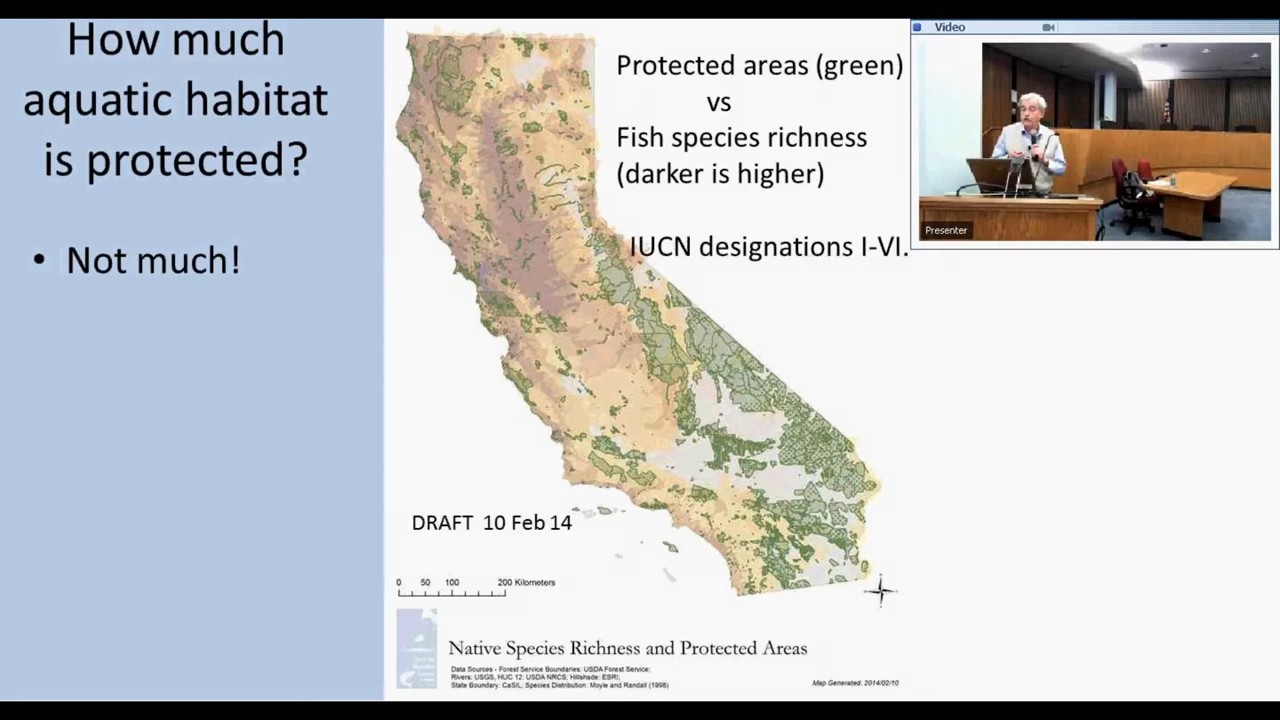 How much
aquatic habitat
is protected?
• Not much!
Protected areas (green)
vs
Fish species richness
(darker is higher)
IUCN designations I-VI.
DRAFT 10 Feb 14
0 50 100 200 Kilometers
Native Species Richness and Protected Areas
Data Sources - Forest Service Boundaries: USDA Forest Service;
Rivers: USGS, HUC 12: USDA NRCS; Hillshade: ESRI;
State Boundary: CaSIL; Species Distribution: Moyle and Randall (1998)
Map Generated: 2014/02/10
Video
Presenter